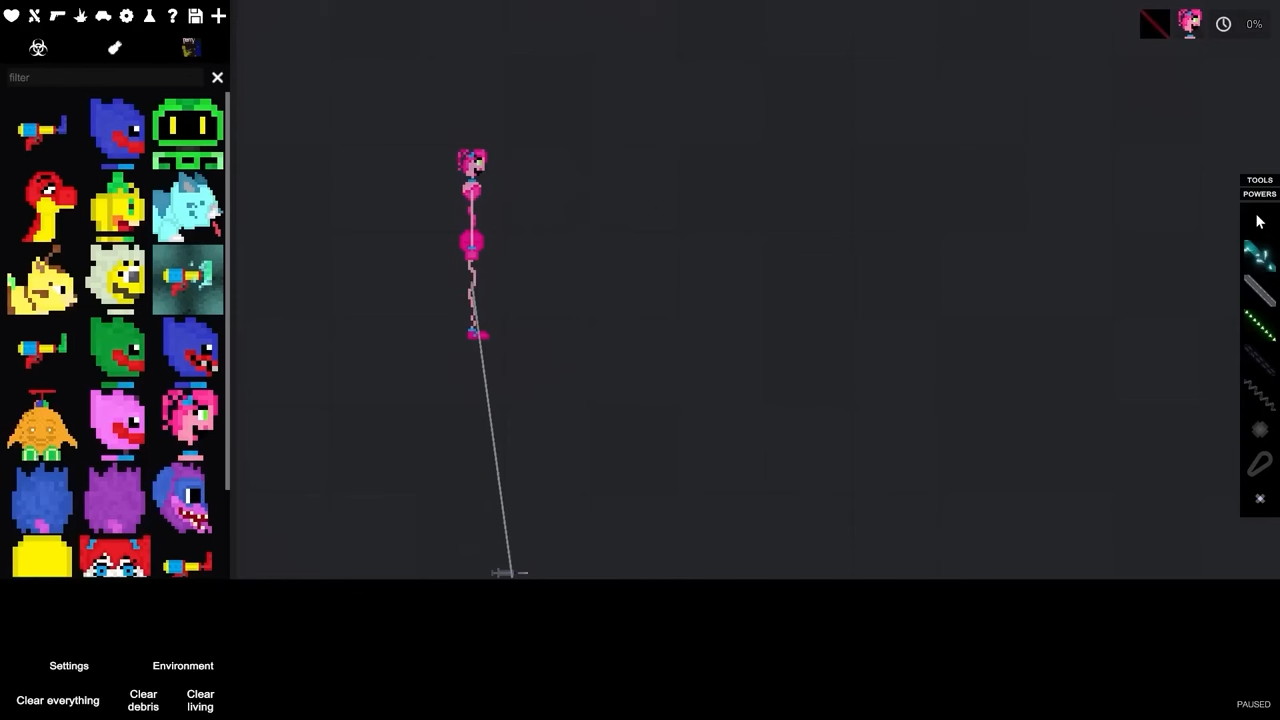 0%
filter
TOOLS
POWERS
Settings
Environment
Clear everything
Clear
debris
Clear
living
PAUSED